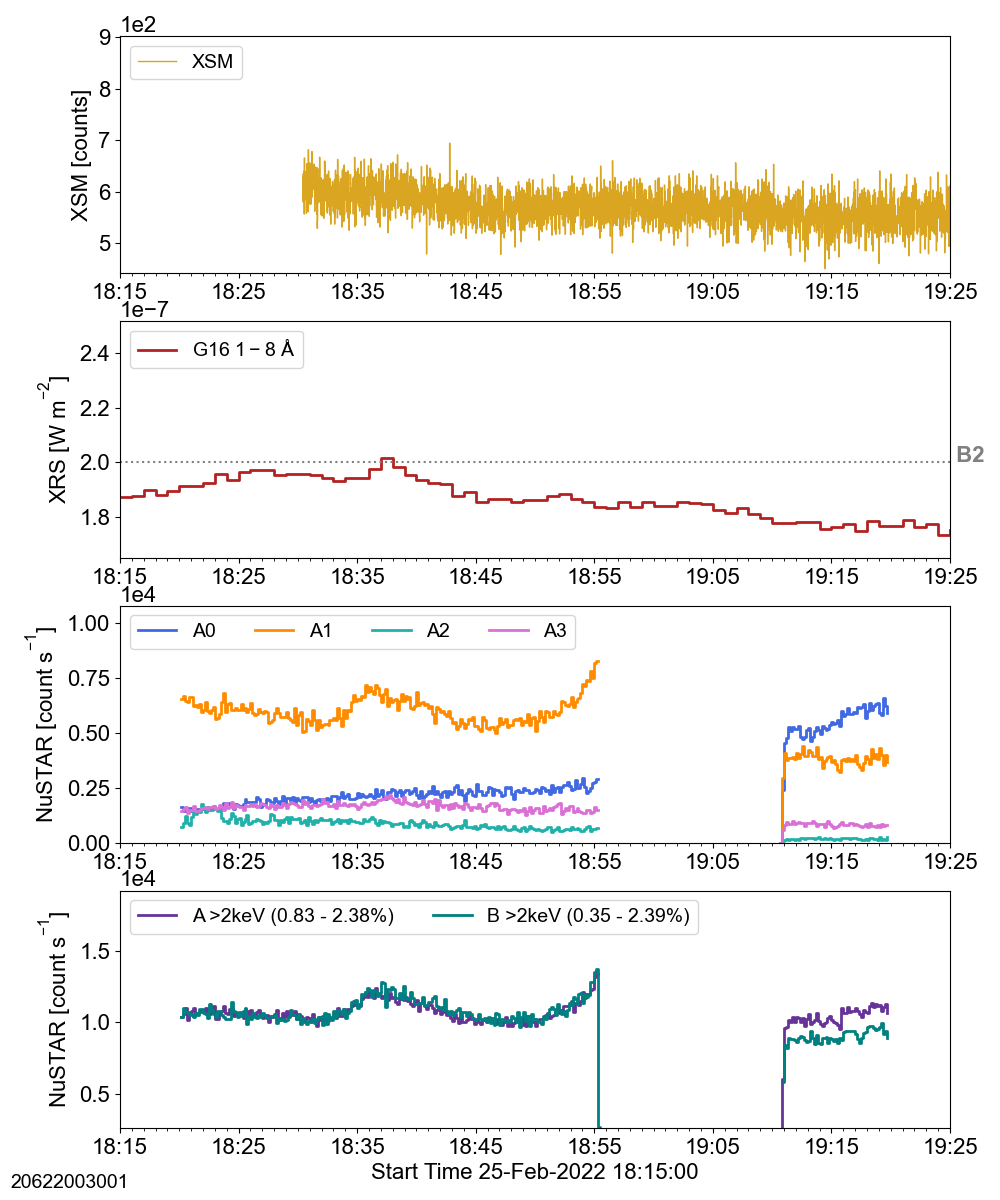 1e2
XSM
XSM [counts]
9
8
7
6
5
18:15 18:25 18:35 18:45 18:55 19:05 19:15 19:25
1e−7
G16 1 − 8 Å
XRS [W m⁻²]
2.4
2.2
2.0
1.8
B2
18:15 18:25 18:35 18:45 18:55 19:05 19:15 19:25
1e4
A0 A1 A2 A3
NuSTAR [count s⁻¹]
1.00
0.75
0.50
0.25
0.00
18:15 18:25 18:35 18:45 18:55 19:05 19:15 19:25
1e4
A >2keV (0.83 - 2.38%) B >2keV (0.35 - 2.39%)
NuSTAR [count s⁻¹]
1.5
1.0
0.5
18:15 18:25 18:35 18:45 18:55 19:05 19:15 19:25
Start Time 25-Feb-2022 18:15:00
20622003001